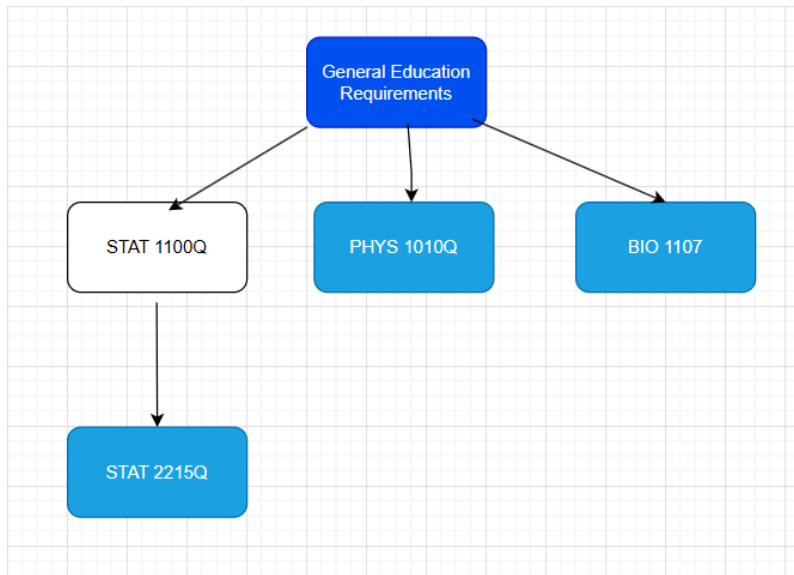 General Education
Requirements
STAT 1100Q
PHYS 1010Q
BIO 1107
STAT 2215Q